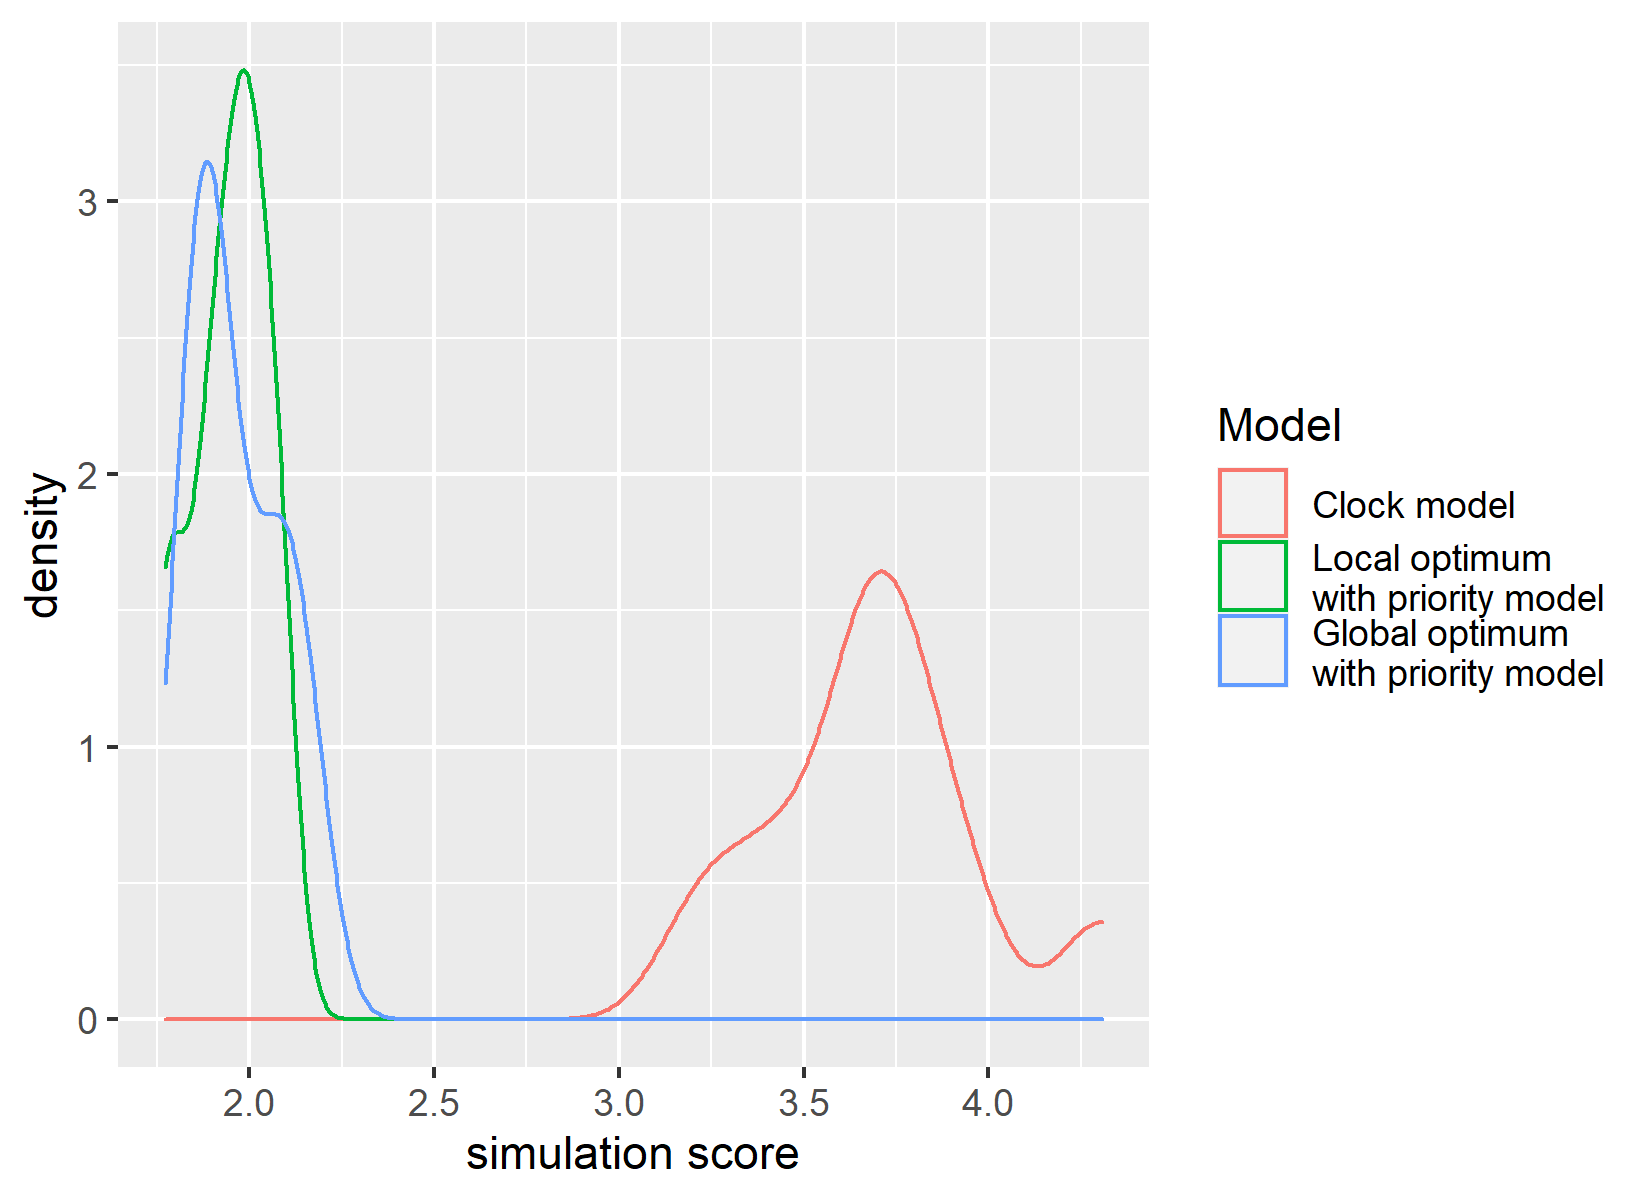 density
3
2
1
0
2.0 2.5 3.0 3.5 4.0
simulation score
Model
Clock model
Local optimum
with priority model
Global optimum
with priority model